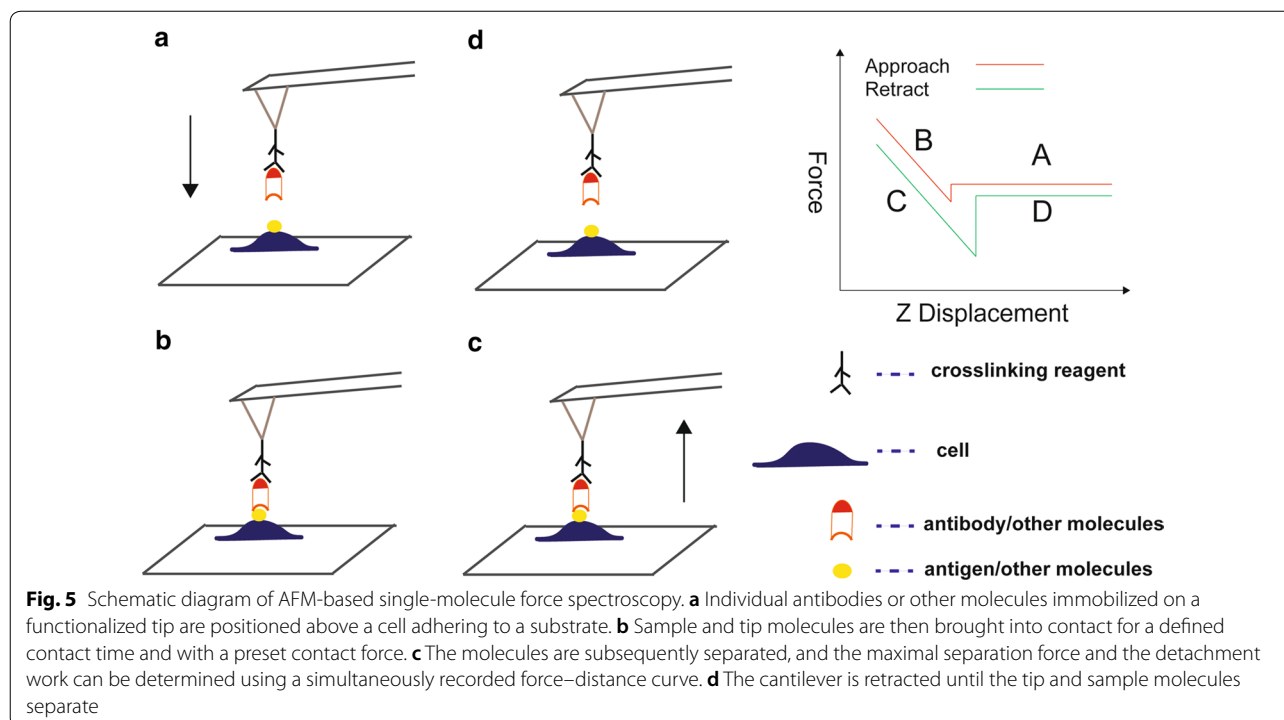 a
d
Approach
Retract
B
A
C
D
Force
Z Displacement
b
c
crosslinking reagent
cell
antibody/other molecules
antigen/other molecules
Fig. 5 Schematic diagram of AFM-based single-molecule force spectroscopy. a Individual antibodies or other molecules immobilized on a
functionalized tip are positioned above a cell adhering to a substrate. b Sample and tip molecules are then brought into contact for a defined
contact time and with a preset contact force. c The molecules are subsequently separated, and the maximal separation force and the detachment
work can be determined using a simultaneously recorded force–distance curve. d The cantilever is retracted until the tip and sample molecules
separate